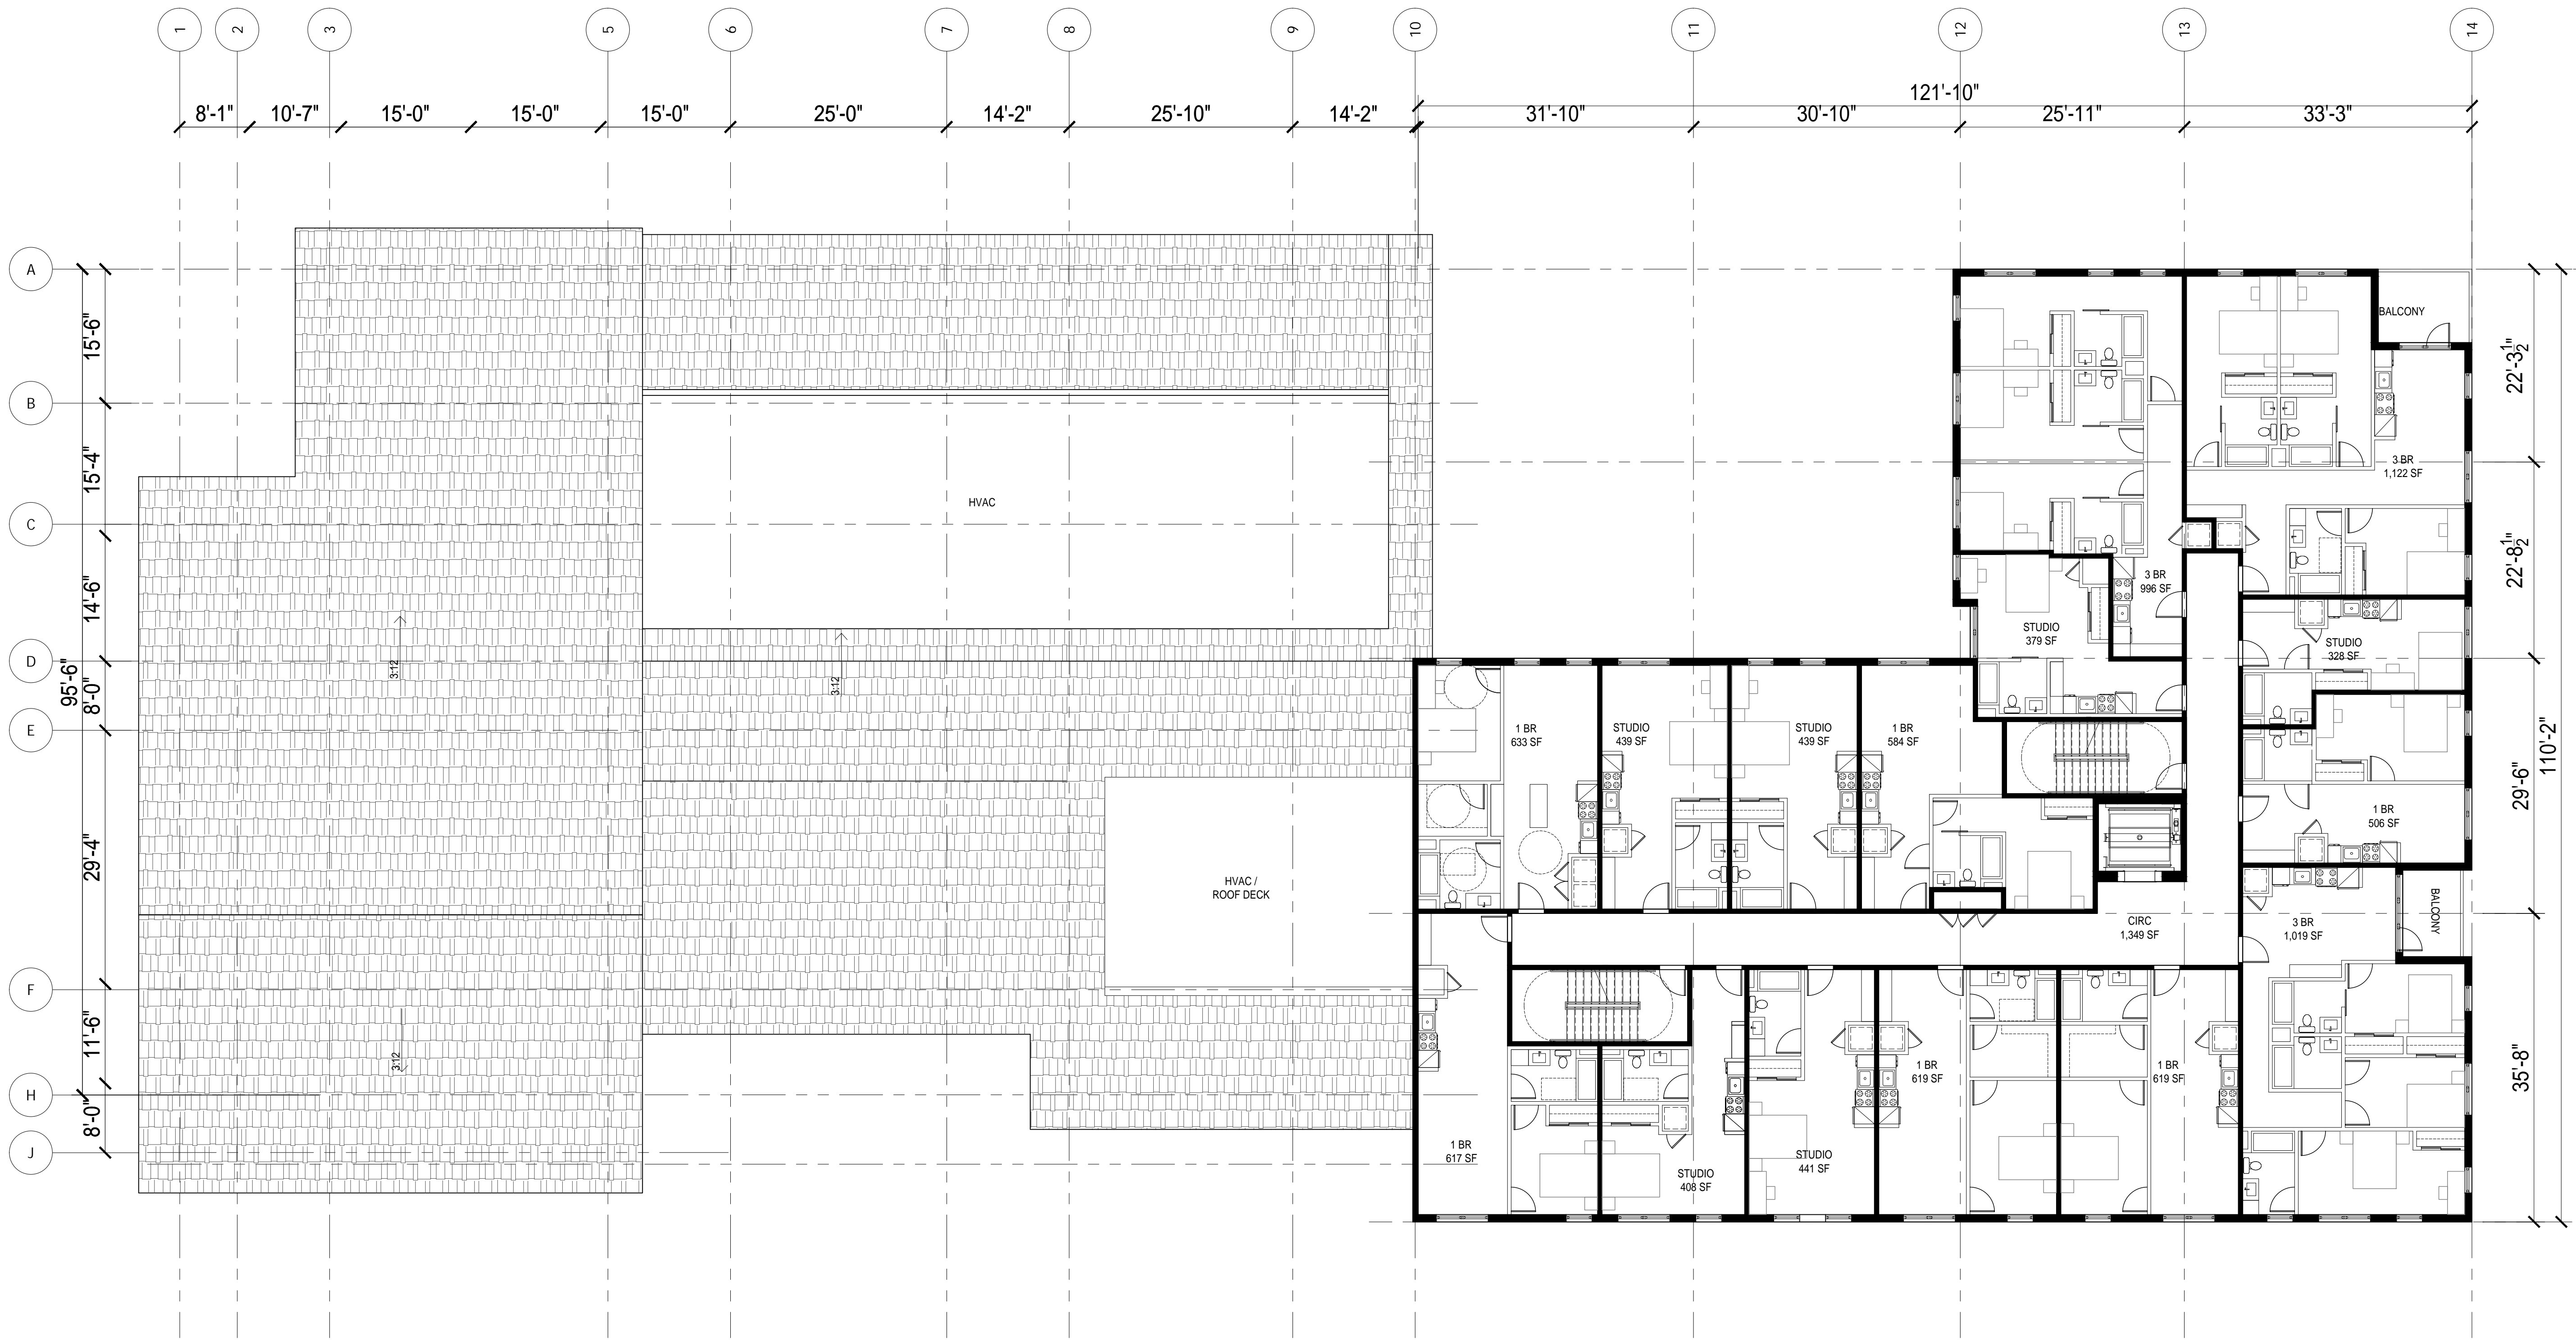 1
2
3
5
6
7
8
9
10
11
12
13
14
121'-10"
8'-1"
10'-7"
15'-0"
15'-0"
15'-0"
25'-0"
14'-2"
25'-10"
14'-2"
31'-10"
30'-10"
25'-11"
33'-3"
A
B
C
D
E
F
H
J
15'-6"
15'-4"
14'-6"
8'-0"
29'-4"
11'-6"
8'-0"
95'-6"
22'-3 1/2"
22'-8 1/2"
29'-6"
35'-8"
110'-2"
HVAC
3:12
3:12
3:12
HVAC /
ROOF DECK
BALCONY
3 BR
1,122 SF
3 BR
996 SF
STUDIO
379 SF
STUDIO
328 SF
1 BR
633 SF
STUDIO
439 SF
STUDIO
439 SF
1 BR
584 SF
1 BR
506 SF
BALCONY
CIRC
1,349 SF
3 BR
1,019 SF
1 BR
617 SF
STUDIO
408 SF
STUDIO
441 SF
1 BR
619 SF
1 BR
619 SF